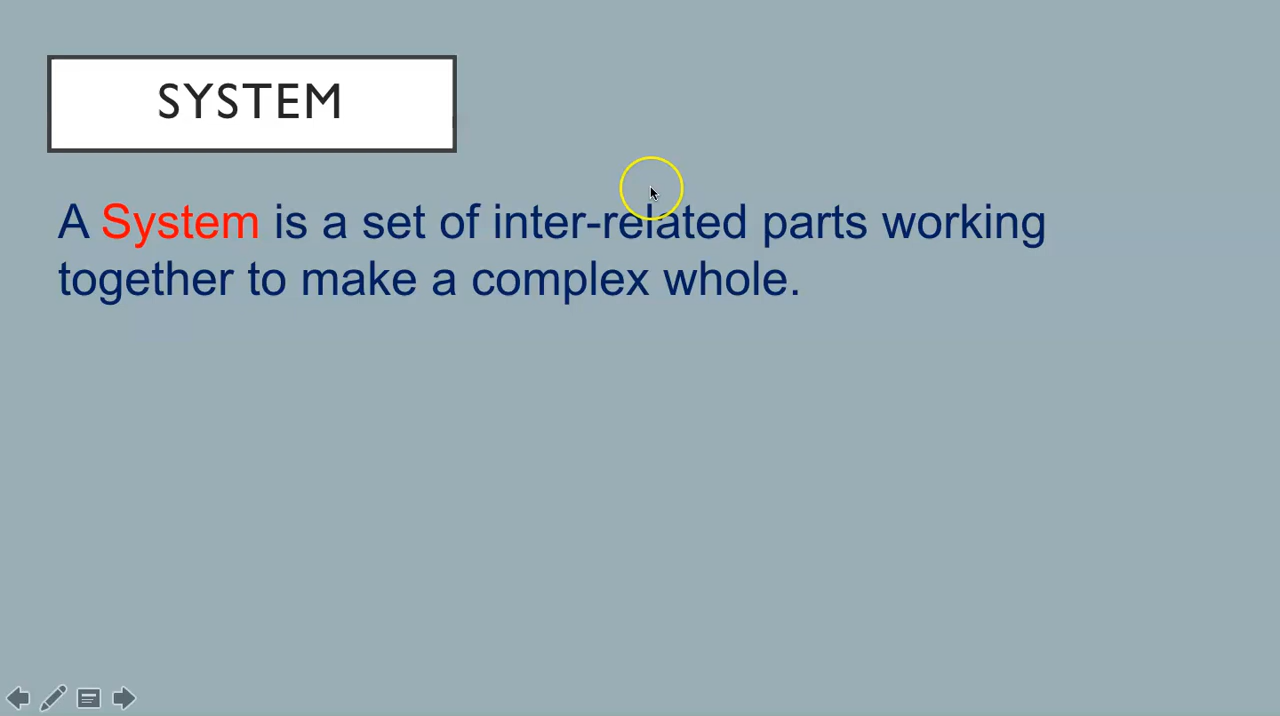 SYSTEM
A System is a set of inter-related parts working
together to make a complex whole.